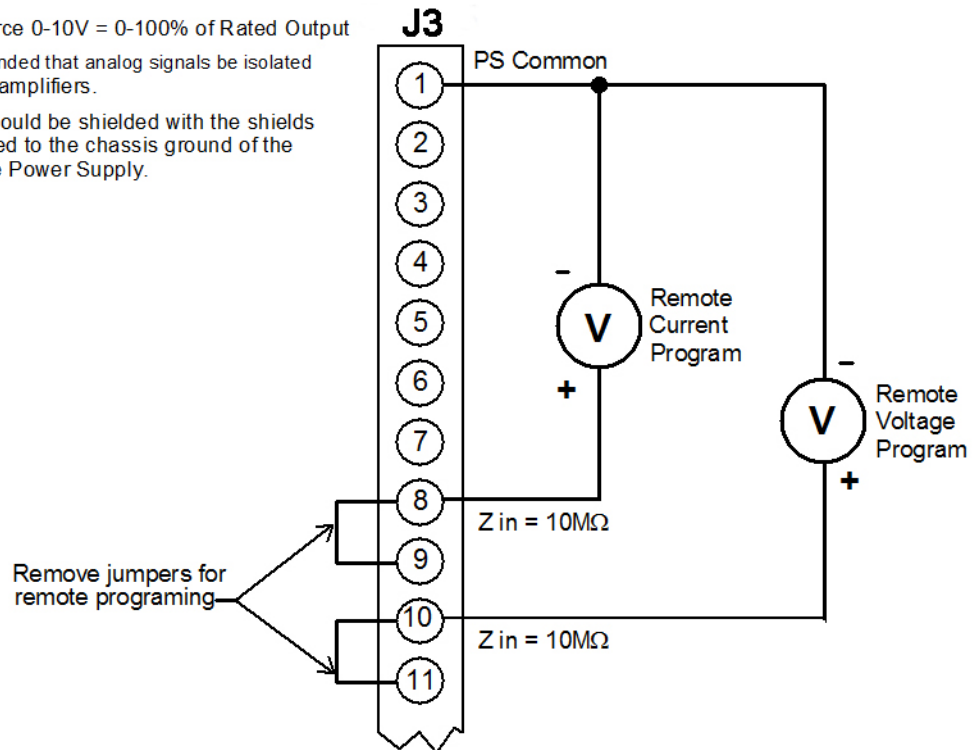 rce 0-10V = 0-100% of Rated Output
nded that analog signals be isolated
amplifiers.
ould be shielded with the shields
ed to the chassis ground of the
e Power Supply.
J3
PS Common
1
2
3
4
5
6
7
8
9
10
11
–
V
+
Remote
Current
Program
–
V
+
Remote
Voltage
Program
Z in = 10MΩ
Z in = 10MΩ
Remove jumpers for
remote programing